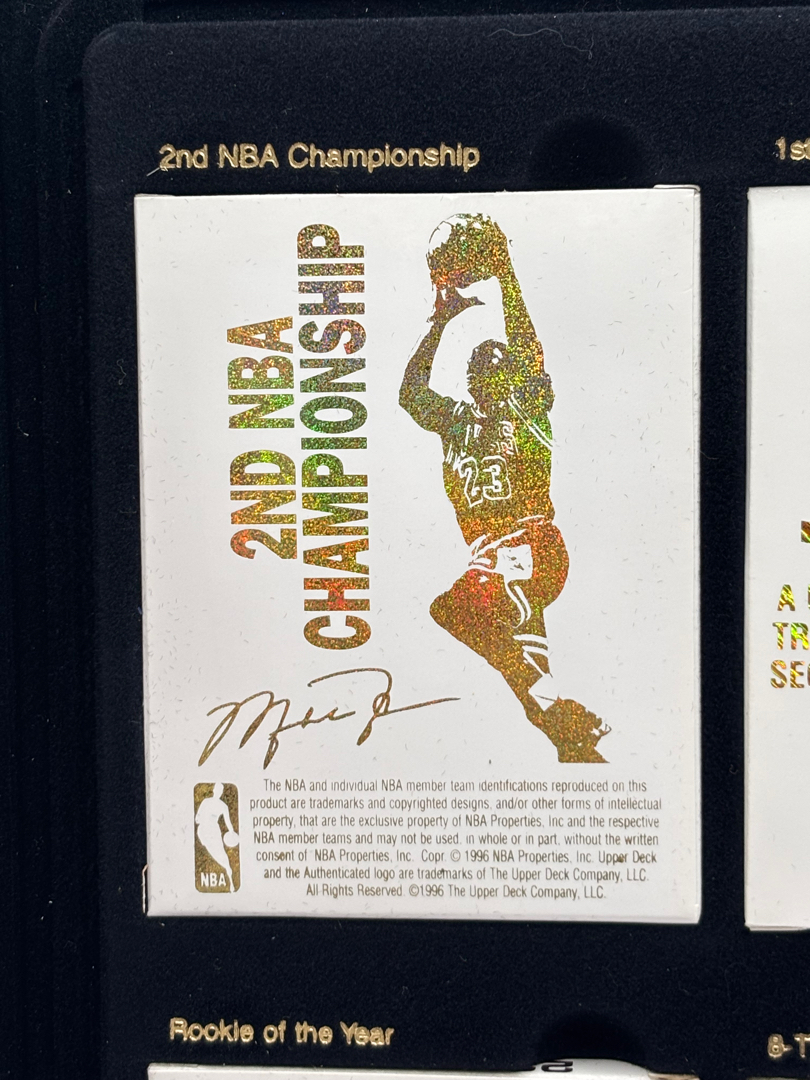 2nd NBA Championship
1st
2ND NBA
CHAMPIONSHIP
23
A
TR
SEC
The NBA and individual NBA member team identifications reproduced on this
product are trademarks and copyrighted designs, and/or other forms of intellectual
property, that are the exclusive property of NBA Properties, Inc and the respective
NBA member teams and may not be used, in whole or in part, without the written
consent of NBA Properties, Inc. Copr. © 1996 NBA Properties, Inc. Upper Deck
and the Authenticated logo are trademarks of The Upper Deck Company, LLC.
All Rights Reserved. ©1996 The Upper Deck Company, LLC.
NBA
Rookie of the Year